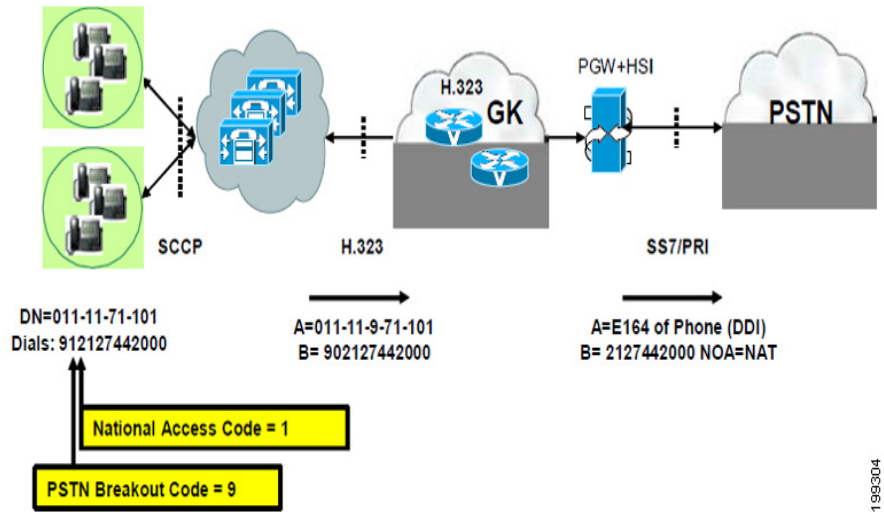 PGW+HSI
H.323
GK
PSTN
SCCP
H.323
SS7/PRI
DN=011-11-71-101
Dials: 912127442000
A=011-11-9-71-101
B= 902127442000
A=E164 of Phone (DDI)
B= 2127442000 NOA=NAT
National Access Code = 1
PSTN Breakout Code = 9
199304